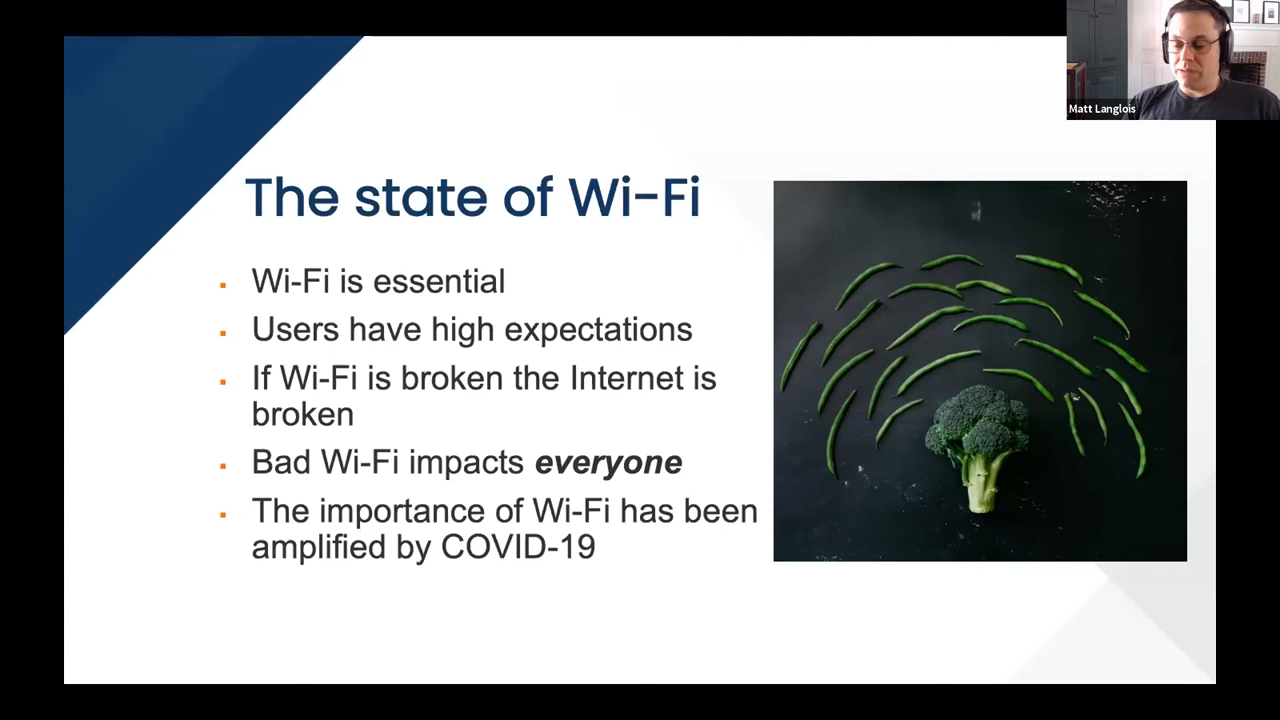 Matt Langlois
The state of Wi-Fi
▪ Wi-Fi is essential
▪ Users have high expectations
▪ If Wi-Fi is broken the Internet is
broken
▪ Bad Wi-Fi impacts everyone
▪ The importance of Wi-Fi has been
amplified by COVID-19